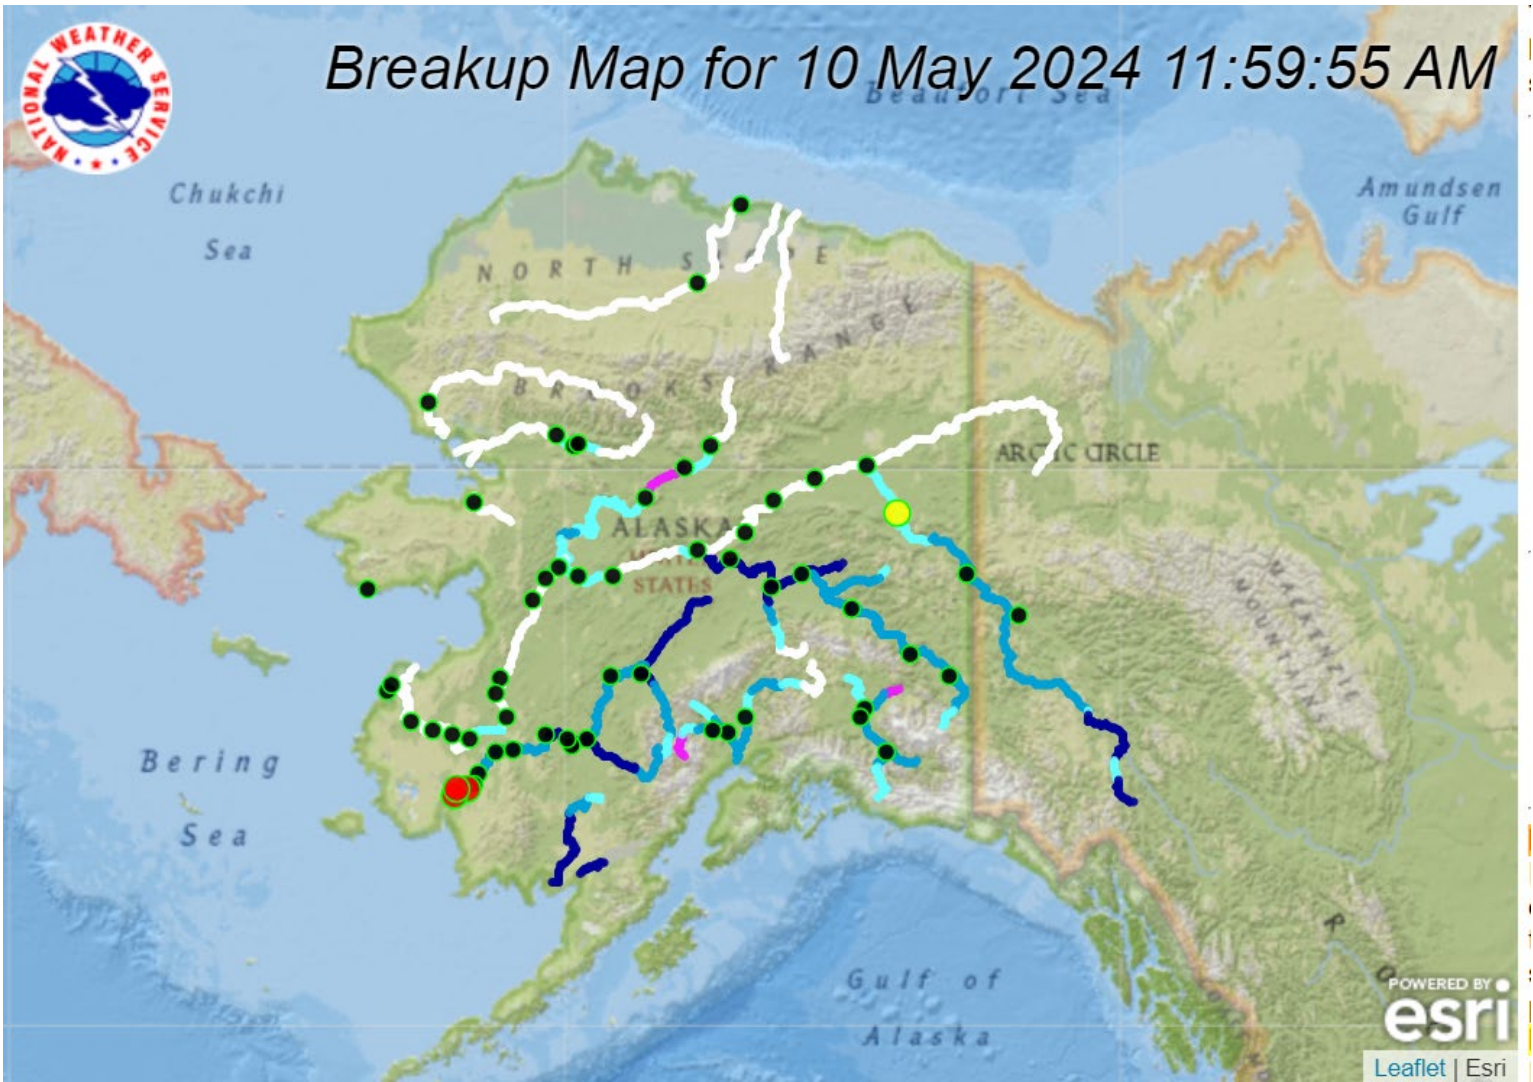 Breakup Map for 10 May 2024 11:59:55 AM
NATIONAL WEATHER SERVICE
Beaufort Sea
Chukchi
Sea
Amundsen
Gulf
NORTH SLOPE
BROOKS RANGE
ARCTIC CIRCLE
ALASKA
UNITED
STATES
MACKENZIE
MOUNTAINS
Bering
Sea
Gulf of
Alaska
R
O
POWERED BY
esri
Leaflet | Esri